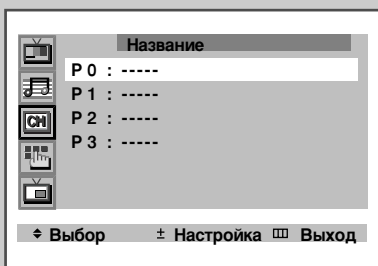 Название
P 0 : -----
P 1 : -----
P 2 : -----
P 3 : -----
CH
Выбор ± Настройка Выход